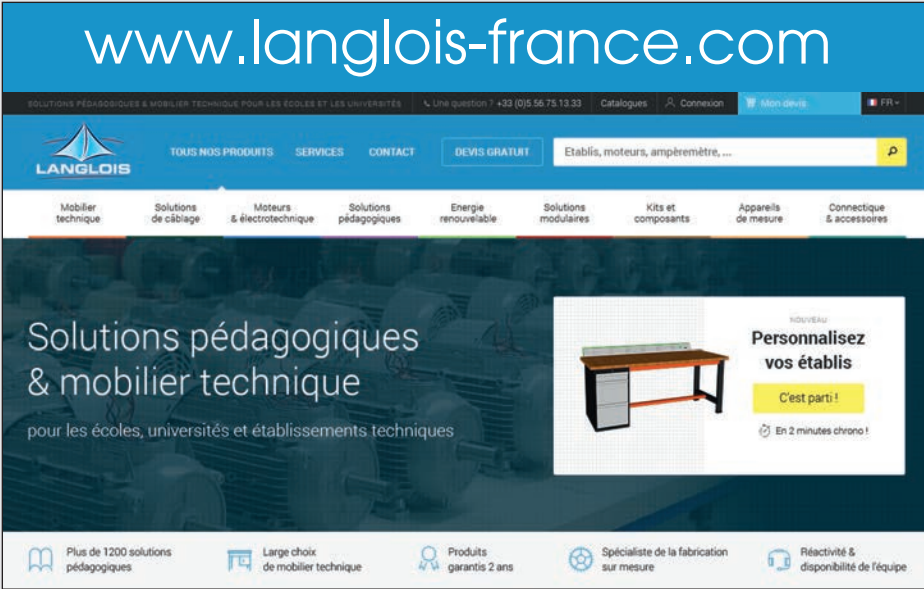 www.langlois-france.com
SOLUTIONS PÉDAGOGIQUES & MOBILIER TECHNIQUE POUR LES ÉCOLES ET LES UNIVERSITÉS
Une question ? +33 (0)5.56.75.13.33
Catalogues
Connexion
Mon devis
FR
LANGLOIS
TOUS NOS PRODUITS
SERVICES
CONTACT
DEVIS GRATUIT
Etablis, moteurs, ampèremètre, ...
Mobilier
technique
Solutions
de câblage
Moteurs
& électrotechnique
Solutions
pédagogiques
Energie
renouvelable
Solutions
modulaires
Kits et
composants
Appareils
de mesure
Connectique
& accessoires
Solutions pédagogiques
& mobilier technique
pour les écoles, universités et établissements techniques
NOUVEAU
Personnalisez
vos établis
C'est parti !
En 2 minutes chrono !
Plus de 1200 solutions
pédagogiques
Large choix
de mobilier technique
Produits
garantis 2 ans
Spécialiste de la fabrication
sur mesure
Réactivité &
disponibilité de l'équipe